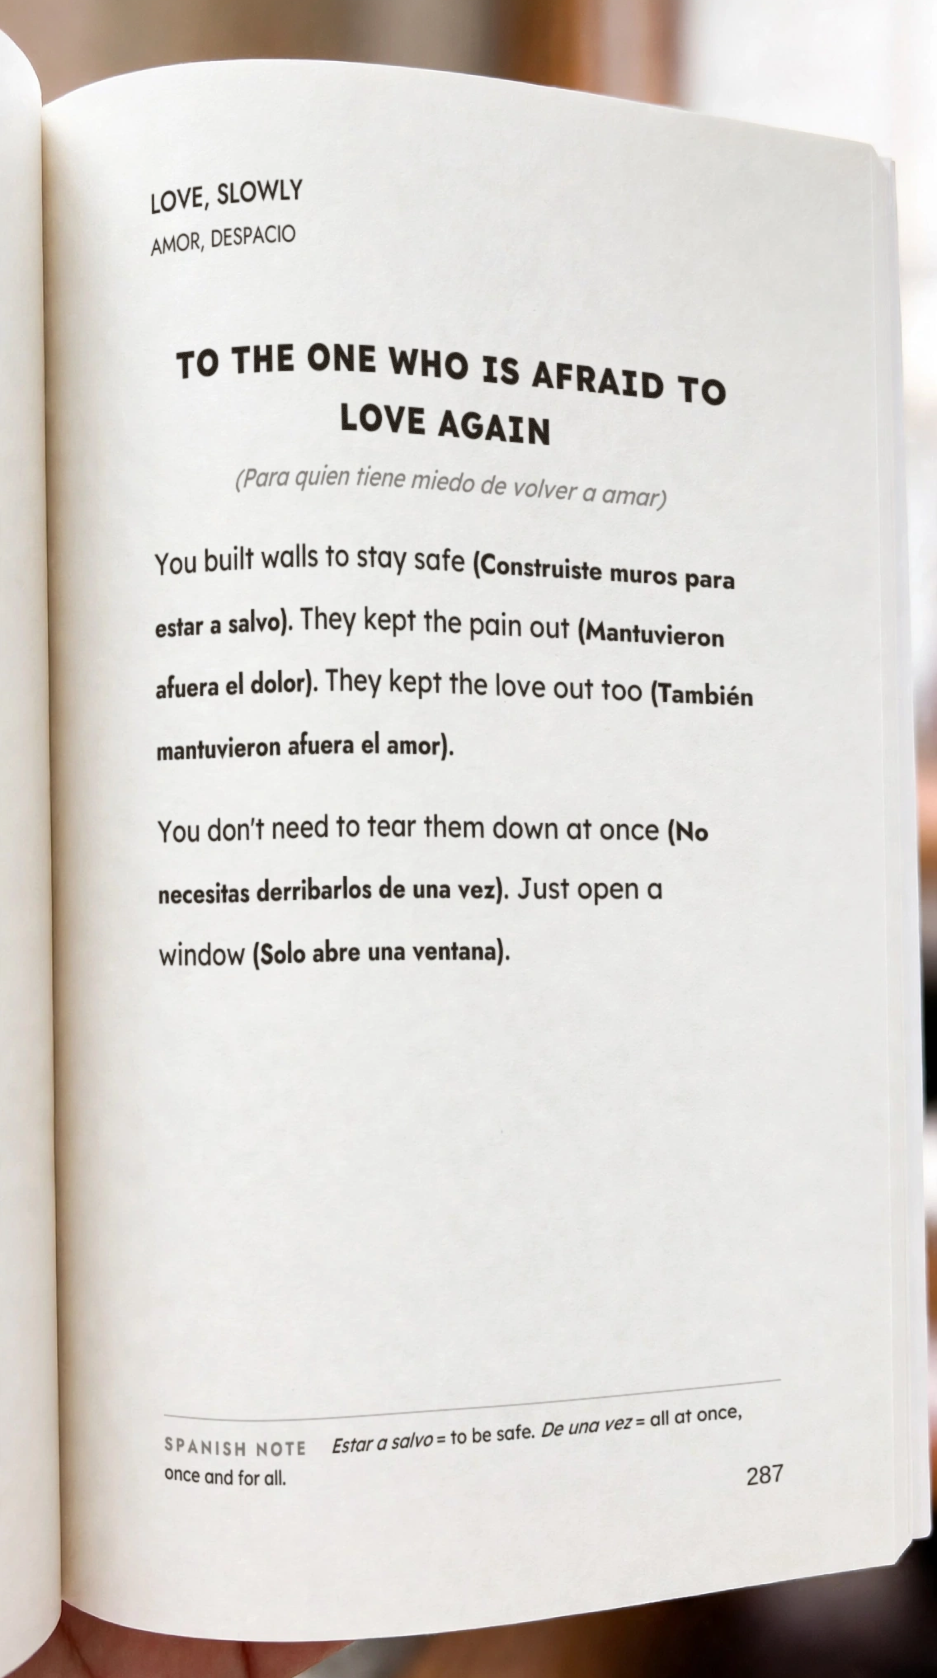 LOVE, SLOWLY
AMOR, DESPACIO
TO THE ONE WHO IS AFRAID TO
LOVE AGAIN
(Para quien tiene miedo de volver a amar)
You built walls to stay safe (Construiste muros para
estar a salvo). They kept the pain out (Mantuvieron
afuera el dolor). They kept the love out too (También
mantuvieron afuera el amor).
You don't need to tear them down at once (No
necesitas derribarlos de una vez). Just open a
window (Solo abre una ventana).
SPANISH NOTE Estar a salvo = to be safe. De una vez = all at once,
once and for all.
287